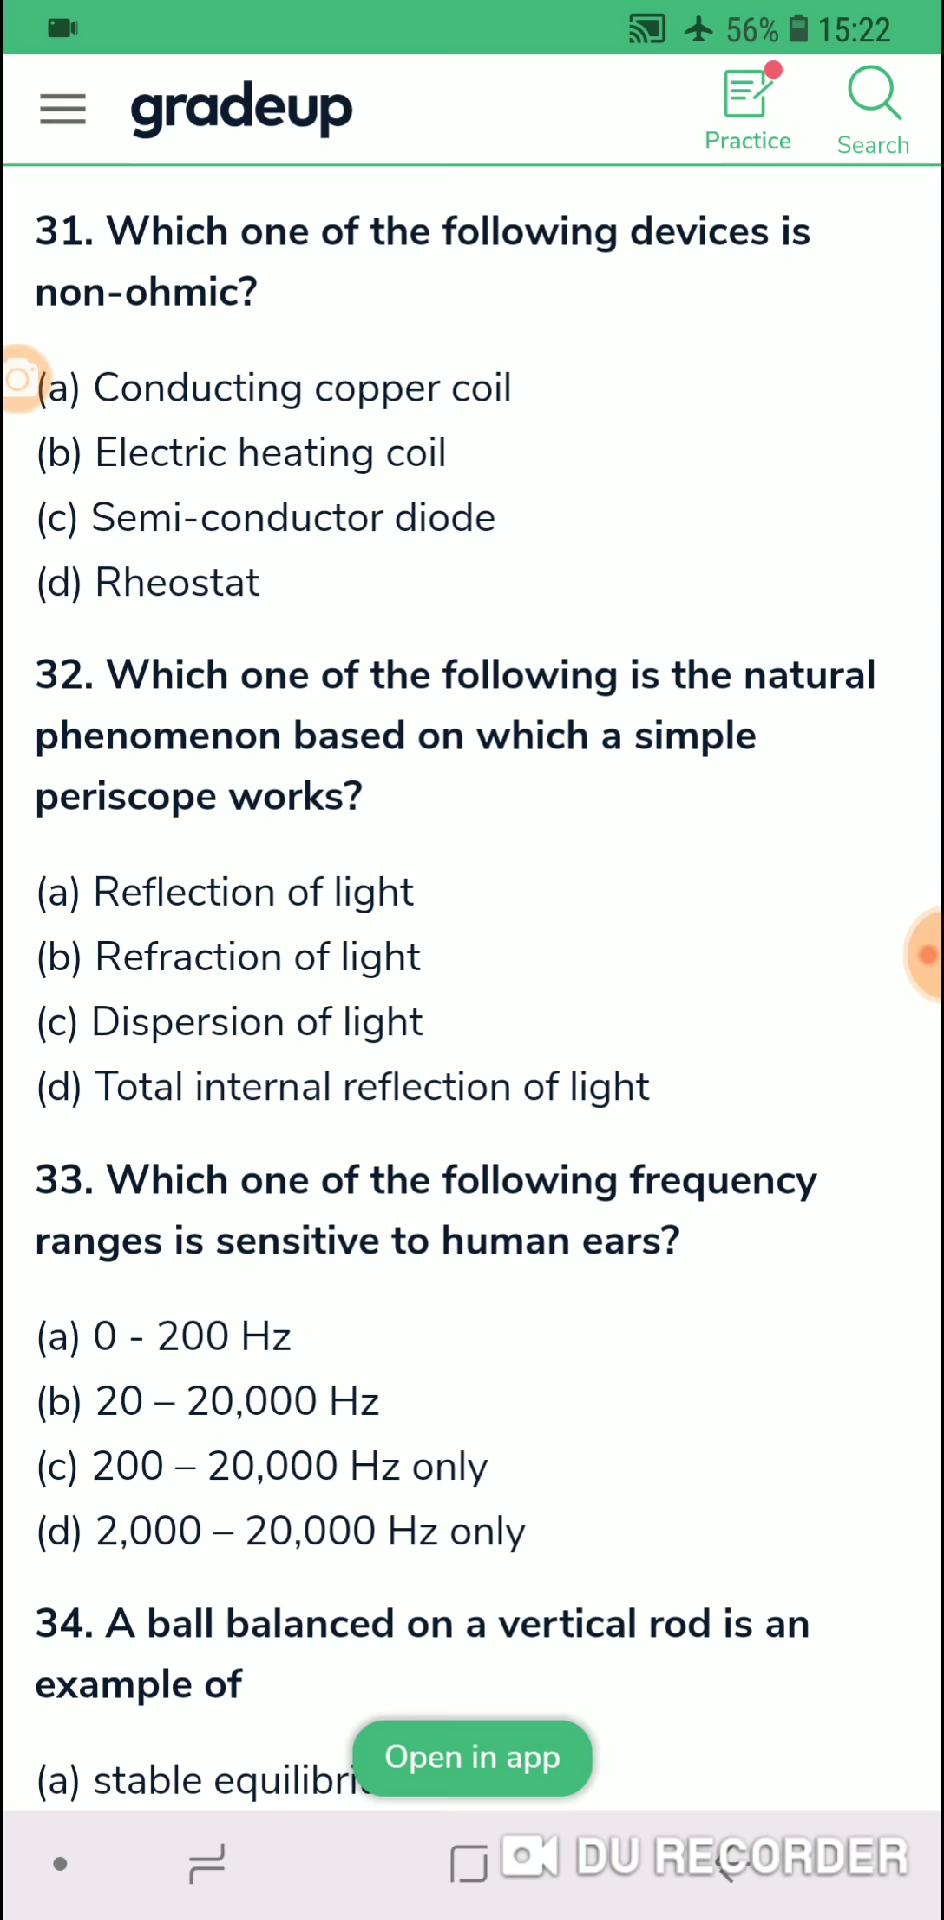 56% 15:22
gradeup
Practice
Search
31. Which one of the following devices is
non-ohmic?
(a) Conducting copper coil
(b) Electric heating coil
(c) Semi-conductor diode
(d) Rheostat
32. Which one of the following is the natural
phenomenon based on which a simple
periscope works?
(a) Reflection of light
(b) Refraction of light
(c) Dispersion of light
(d) Total internal reflection of light
33. Which one of the following frequency
ranges is sensitive to human ears?
(a) 0 - 200 Hz
(b) 20 – 20,000 Hz
(c) 200 – 20,000 Hz only
(d) 2,000 – 20,000 Hz only
34. A ball balanced on a vertical rod is an
example of
(a) stable
Open in app
DU RECORDER